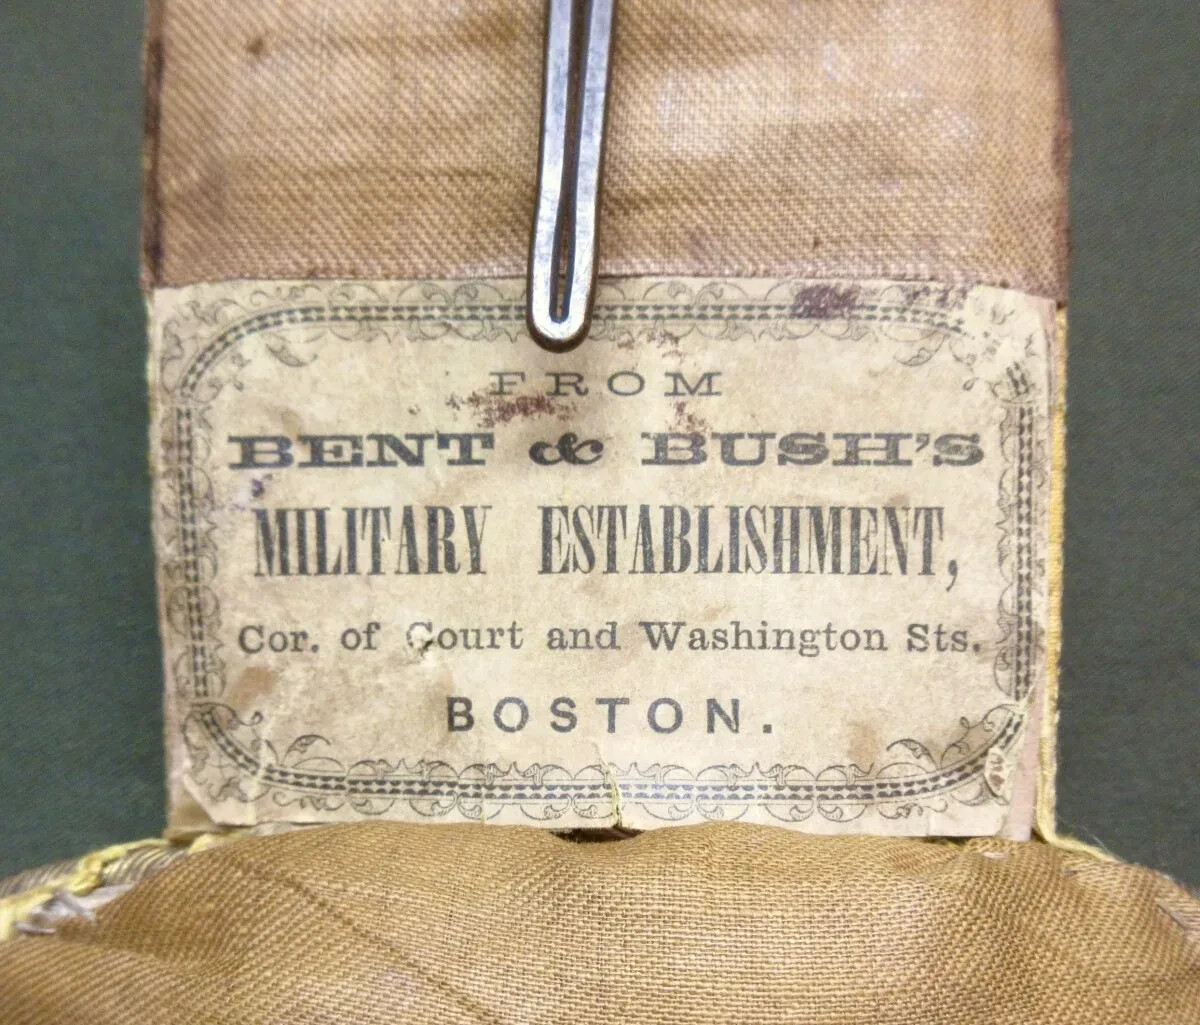 FROM
BENT & BUSH'S
MILITARY ESTABLISHMENT,
Cor. of Court and Washington Sts.
BOSTON.